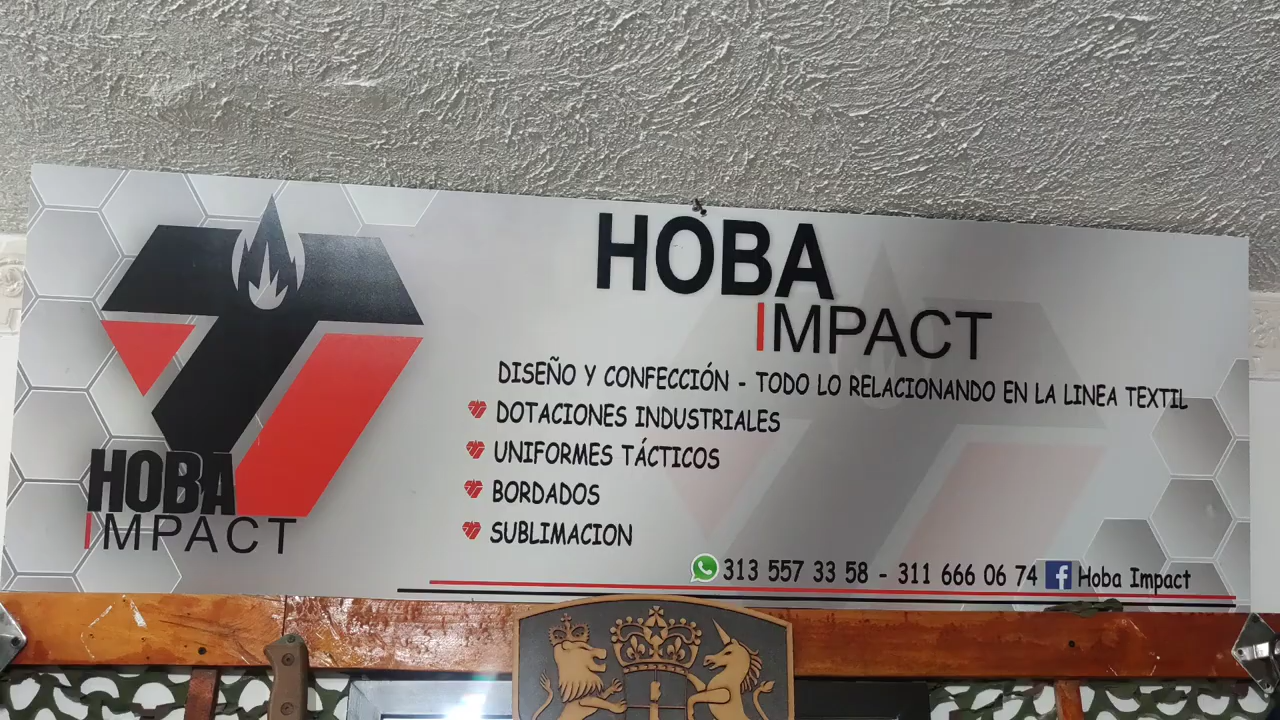 HOBA
IMPACT
HOBA
IMPACT
DISEÑO Y CONFECCIÓN - TODO LO RELACIONANDO EN LA LINEA TEXTIL
DOTACIONES INDUSTRIALES
UNIFORMES TÁCTICOS
BORDADOS
SUBLIMACION
313 557 33 58 - 311 666 06 74 f Hoba Impact